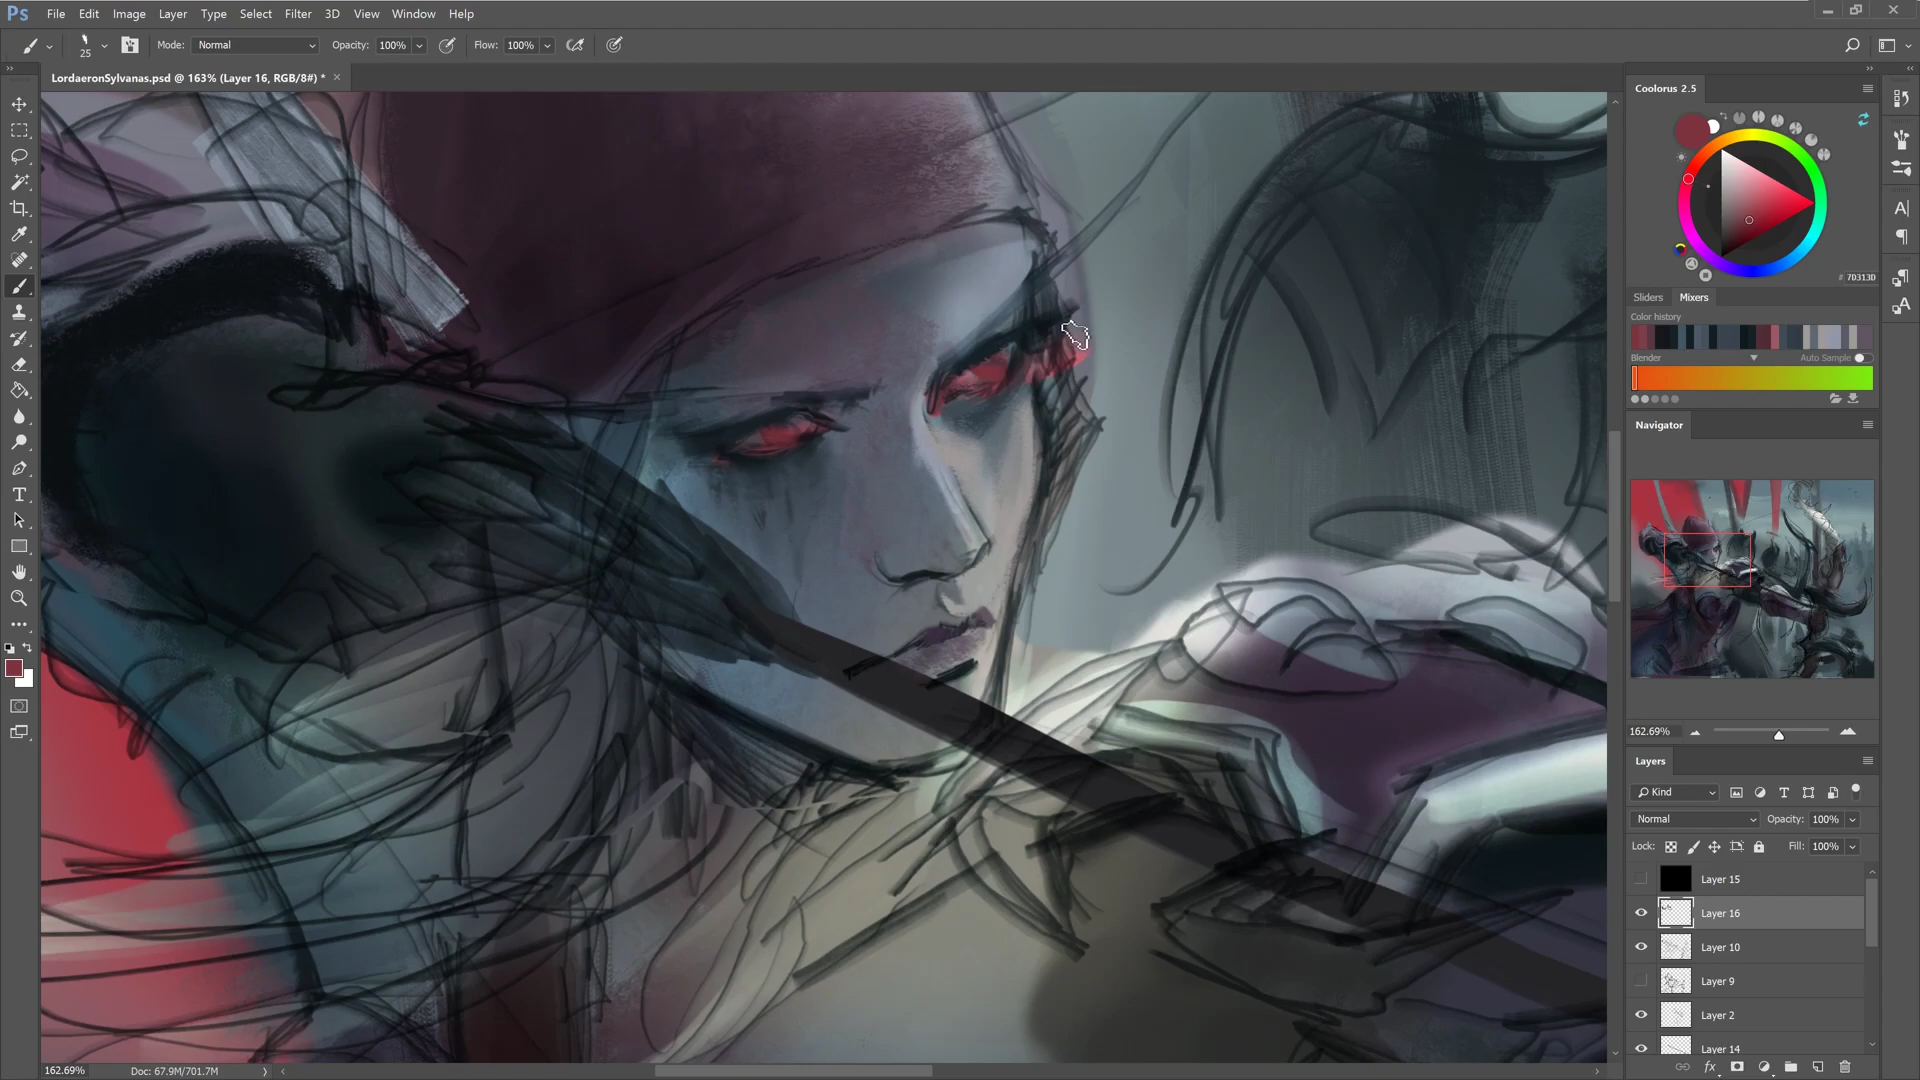 Ps File Edit Image Layer Type Select Filter 3D View Window Help
25 Mode: Normal Opacity: 100% Flow: 100%
LordaeronSylvanas.psd @ 163% (Layer 16, RGB/8#) * ×
Coolorus 2.5
# 7D313D
Sliders Mixers
Color history
Blender Auto Sample
Navigator
162.69%
Layers
Kind
Normal Opacity: 100%
Lock: Fill: 100%
Layer 15
Layer 16
Layer 10
Layer 9
Layer 2
Layer 14
fx
162.69% Doc: 67.9M/701.7M